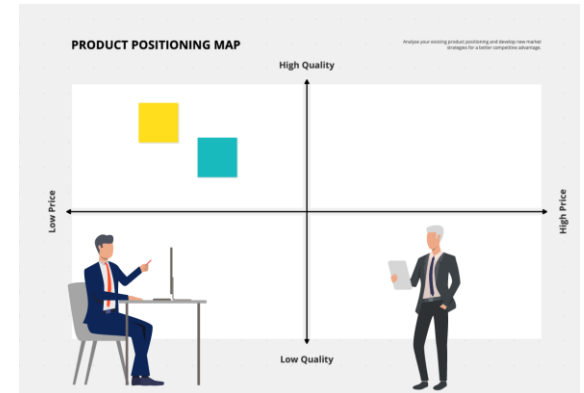 PRODUCT POSITIONING MAP
Analyse your existing product positioning and develop new market
strategies for a better competitive advantage.
High Quality
Low Price
High Price
Low Quality